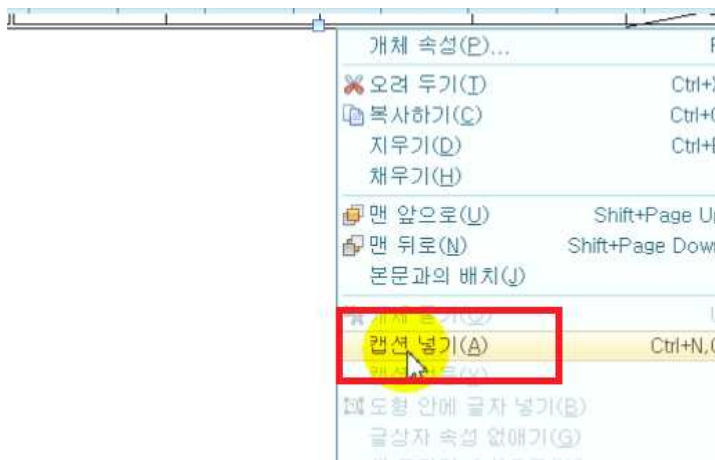 개체 속성(P)...
오려 두기(T) Ctrl+X
복사하기(C) Ctrl+C
지우기(D) Ctrl+E
채우기(H)
맨 앞으로(U) Shift+Page Up
맨 뒤로(N) Shift+Page Down
본문과의 배치(J)
캡션 넣기(A) Ctrl+N,C
도형 안에 글자 넣기(B)
글상자 속성 없애기(G)